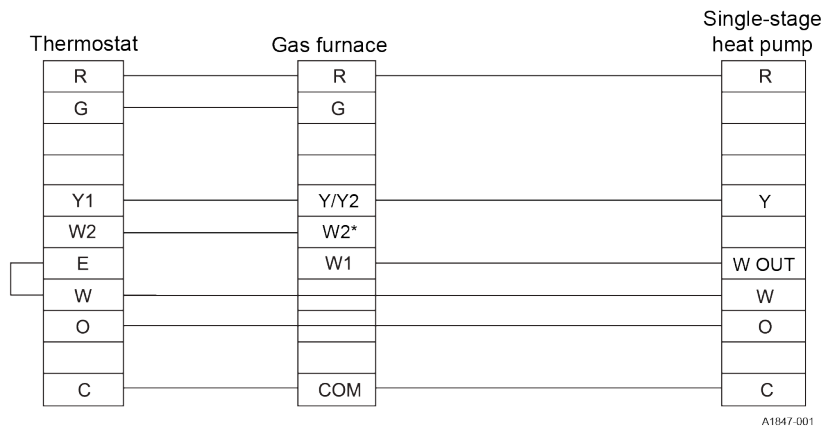 Single-stage
Thermostat Gas furnace heat pump
R R R
G G
Y1 Y/Y2 Y
W2 W2*
E W1 W OUT
W W
O O
C COM C
A1847-001